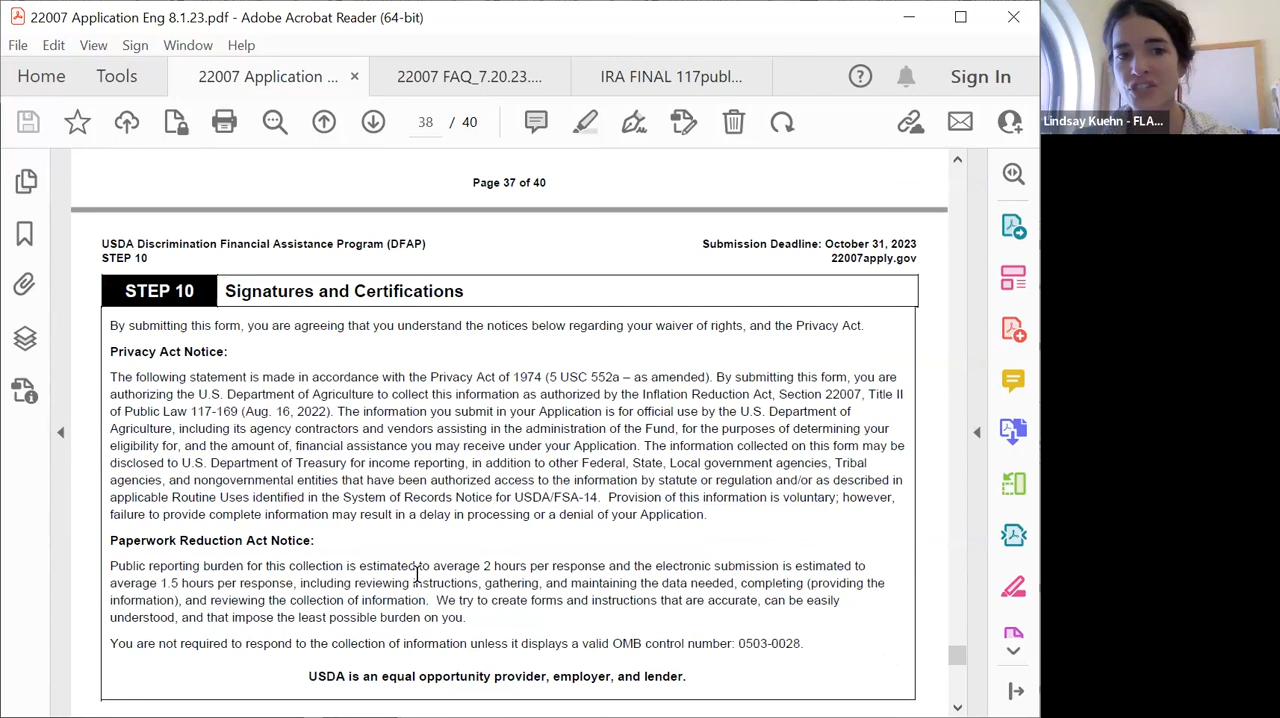 22007 Application Eng 8.1.23.pdf - Adobe Acrobat Reader (64-bit)
File Edit View Sign Window Help
Home Tools 22007 Application ... × 22007 FAQ_7.20.23.... IRA FINAL 117publ... Sign In
38 / 40
Lindsay Kuehn - FLA...
Page 37 of 40
USDA Discrimination Financial Assistance Program (DFAP) Submission Deadline: October 31, 2023
STEP 10 22007apply.gov
STEP 10 Signatures and Certifications
By submitting this form, you are agreeing that you understand the notices below regarding your waiver of rights, and the Privacy Act.
Privacy Act Notice:
The following statement is made in accordance with the Privacy Act of 1974 (5 USC 552a – as amended). By submitting this form, you are
authorizing the U.S. Department of Agriculture to collect this information as authorized by the Inflation Reduction Act, Section 22007, Title II
of Public Law 117-169 (Aug. 16, 2022). The information you submit in your Application is for official use by the U.S. Department of
Agriculture, including its agency contractors and vendors assisting in the administration of the Fund, for the purposes of determining your
eligibility for, and the amount of, financial assistance you may receive under your Application. The information collected on this form may be
disclosed to U.S. Department of Treasury for income reporting, in addition to other Federal, State, Local government agencies, Tribal
agencies, and nongovernmental entities that have been authorized access to the information by statute or regulation and/or as described in
applicable Routine Uses identified in the System of Records Notice for USDA/FSA-14. Provision of this information is voluntary; however,
failure to provide complete information may result in a delay in processing or a denial of your Application.
Paperwork Reduction Act Notice:
Public reporting burden for this collection is estimated to average 2 hours per response and the electronic submission is estimated to
average 1.5 hours per response, including reviewing instructions, gathering, and maintaining the data needed, completing (providing the
information), and reviewing the collection of information. We try to create forms and instructions that are accurate, can be easily
understood, and that impose the least possible burden on you.
You are not required to respond to the collection of information unless it displays a valid OMB control number: 0503-0028.
USDA is an equal opportunity provider, employer, and lender.